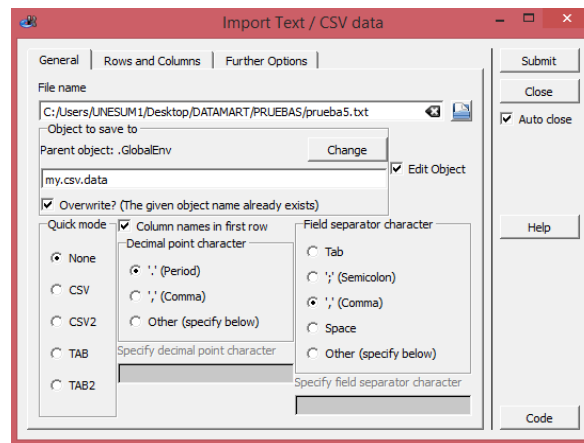 Import Text / CSV data
General Rows and Columns Further Options
Submit
File name
Close
C:/Users/UNESUM1/Desktop/DATAMART/PRUEBAS/prueba5.txt
Auto close
Object to save to
Parent object: .GlobalEnv Change
Edit Object
my.csv.data
Overwrite? (The given object name already exists)
Help
Quick mode
None
CSV
CSV2
TAB
TAB2
Column names in first row
Decimal point character
'.' (Period)
',' (Comma)
Other (specify below)
Specify decimal point character
Field separator character
Tab
';' (Semicolon)
',' (Comma)
Space
Other (specify below)
Specify field separator character
Code